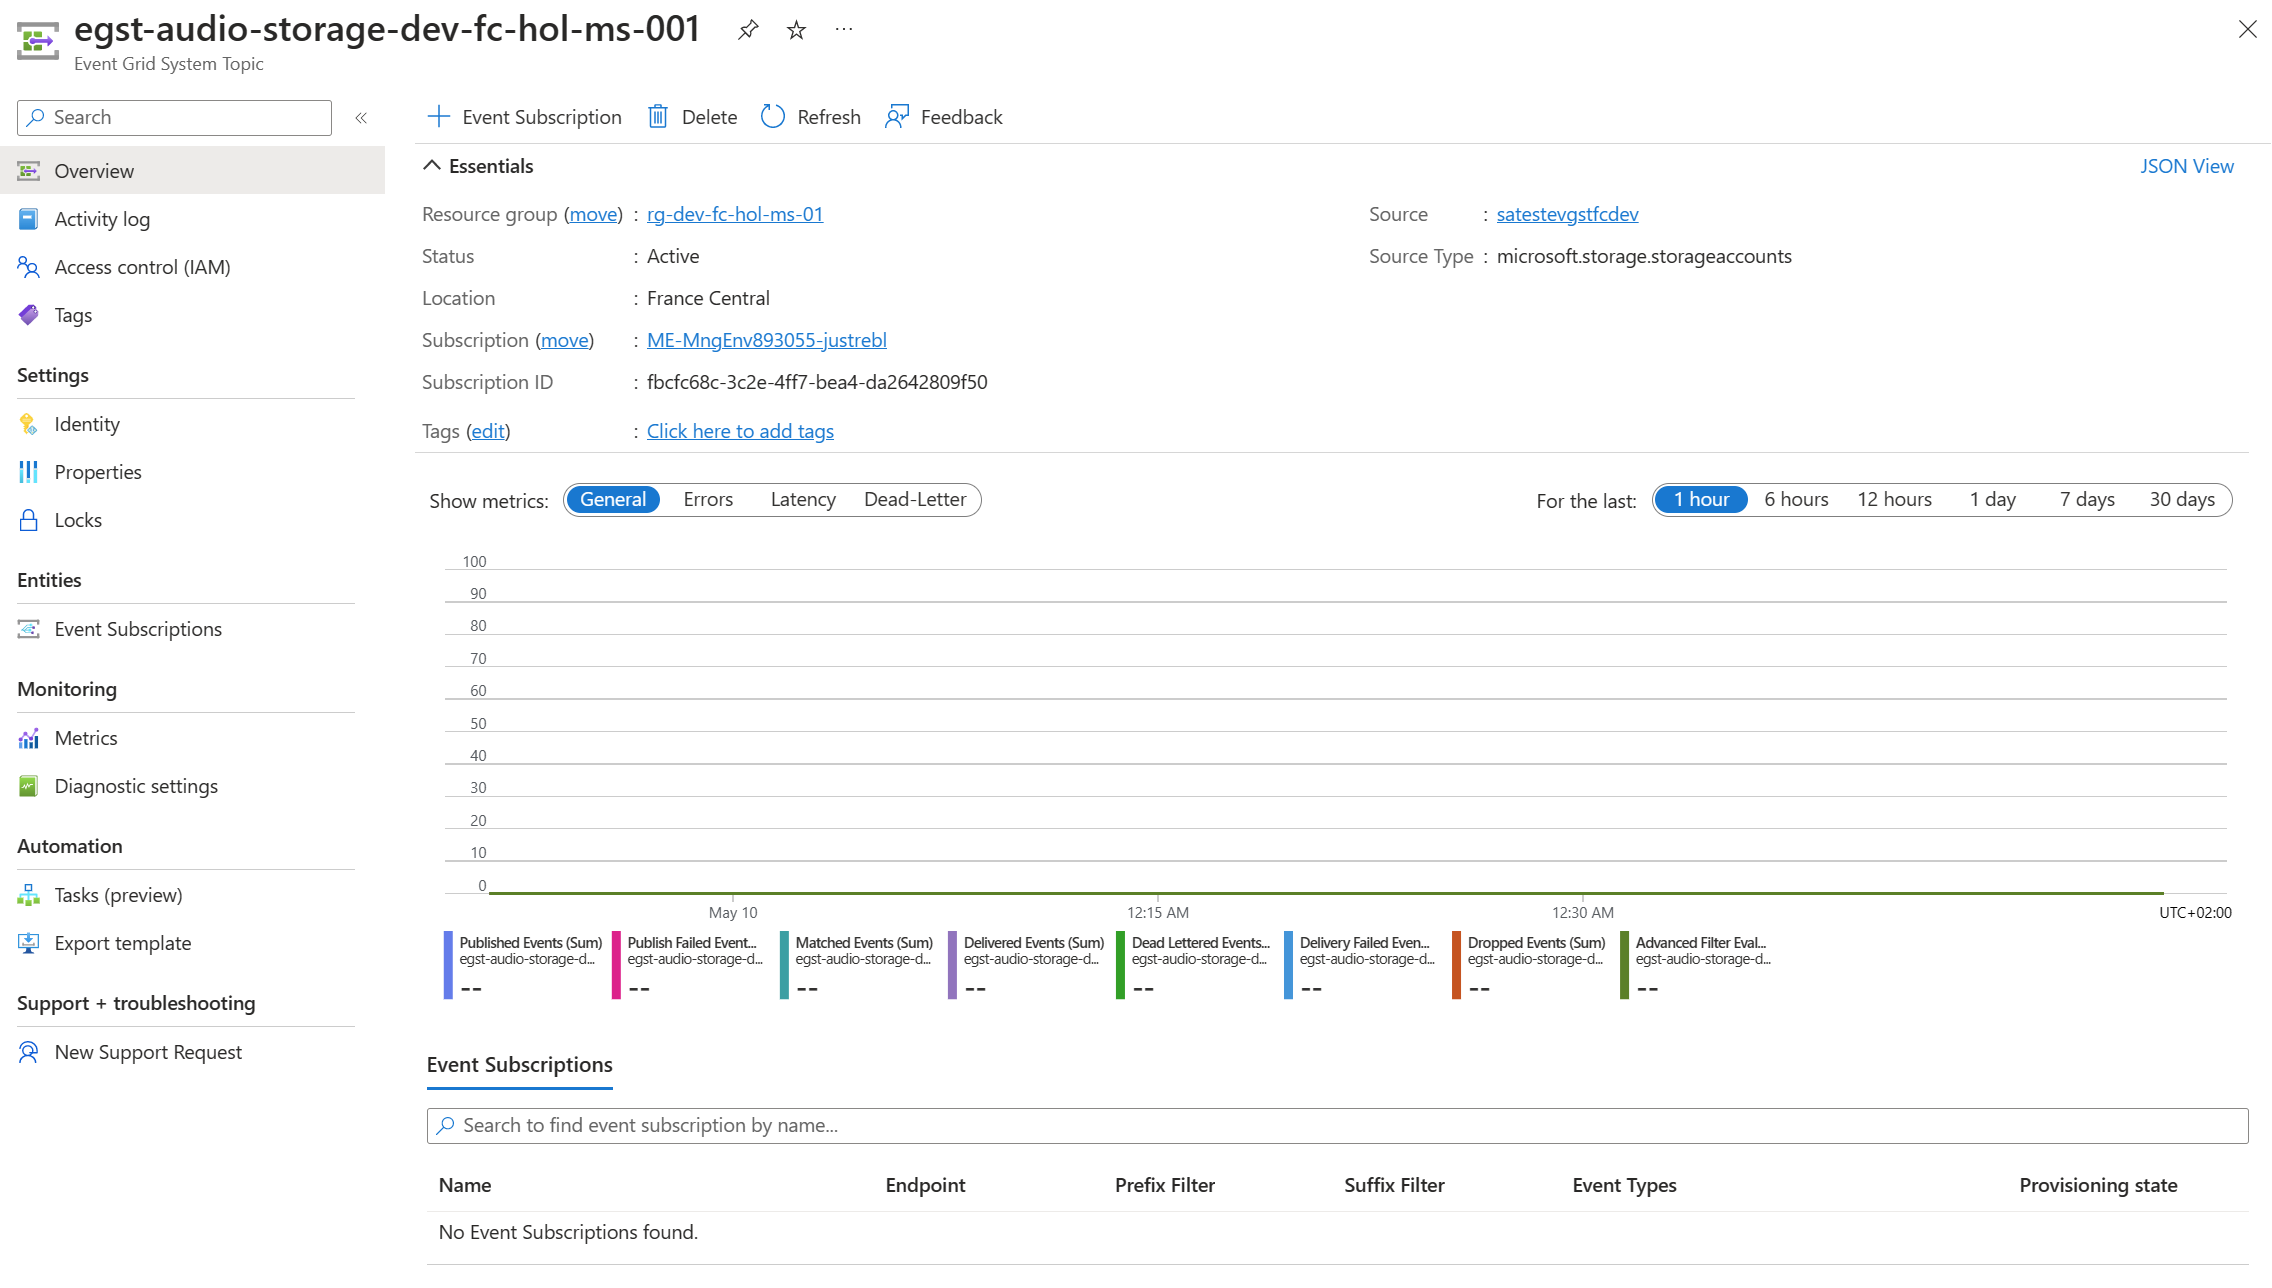 egst-audio-storage-dev-fc-hol-ms-001
Event Grid System Topic
Search
Overview
Activity log
Access control (IAM)
Tags
Settings
Identity
Properties
Locks
Entities
Event Subscriptions
Monitoring
Metrics
Diagnostic settings
Automation
Tasks (preview)
Export template
Support + troubleshooting
New Support Request
Event Subscription Delete Refresh Feedback
Essentials JSON View
Resource group (move) : rg-dev-fc-hol-ms-01
Status : Active
Location : France Central
Subscription (move) : ME-MngEnv893055-justrebl
Subscription ID : fbcfc68c-3c2e-4ff7-bea4-da2642809f50
Tags (edit) : Click here to add tags
Source : satestevgstfcdev
Source Type : microsoft.storage.storageaccounts
Show metrics: General Errors Latency Dead-Letter For the last: 1 hour 6 hours 12 hours 1 day 7 days 30 days
100
90
80
70
60
50
40
30
20
10
0
May 10 12:15 AM 12:30 AM UTC+02:00
Published Events (Sum)
egst-audio-storage-d...
--
Publish Failed Event...
egst-audio-storage-d...
--
Matched Events (Sum)
egst-audio-storage-d...
--
Delivered Events (Sum)
egst-audio-storage-d...
--
Dead Lettered Events...
egst-audio-storage-d...
--
Delivery Failed Even...
egst-audio-storage-d...
--
Dropped Events (Sum)
egst-audio-storage-d...
--
Advanced Filter Eval...
egst-audio-storage-d...
--
Event Subscriptions
Search to find event subscription by name...
Name Endpoint Prefix Filter Suffix Filter Event Types Provisioning state
No Event Subscriptions found.